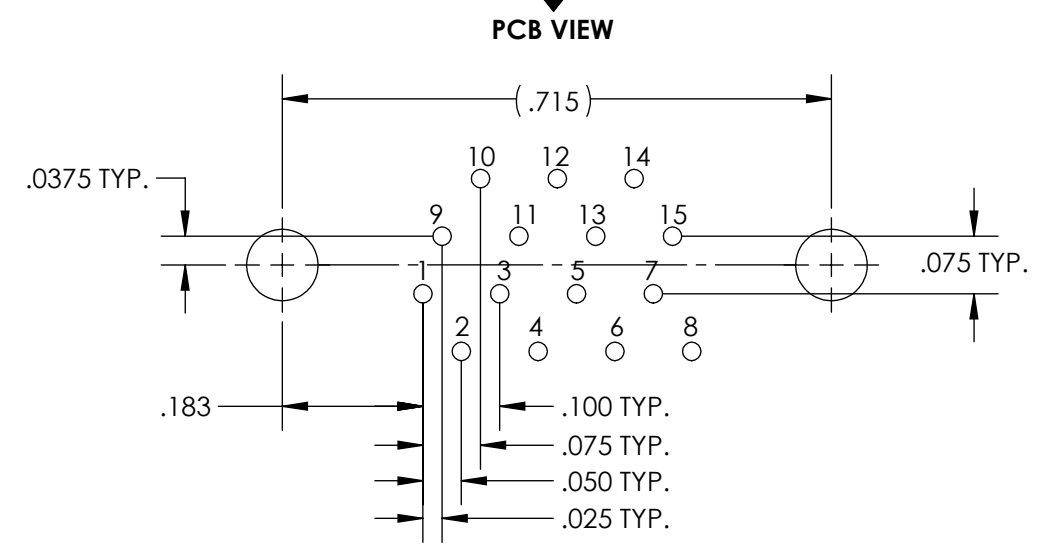 PCB VIEW
( .715 )
10 12 14
.0375 TYP.
9 11 13 15
.075 TYP.
1 3 5 7
2 4 6 8
.183
.100 TYP.
.075 TYP.
.050 TYP.
.025 TYP.